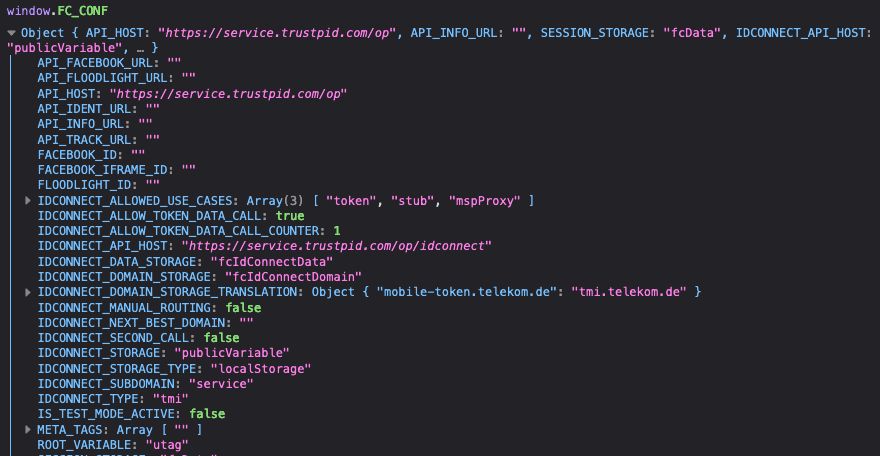 window.FC_CONF
Object { API_HOST: "https://service.trustpid.com/op", API_INFO_URL: "", SESSION_STORAGE: "fcData", IDCONNECT_API_HOST:
"publicVariable", … }
API_FACEBOOK_URL: ""
API_FLOODLIGHT_URL: ""
API_HOST: "https://service.trustpid.com/op"
API_IDENT_URL: ""
API_INFO_URL: ""
API_TRACK_URL: ""
FACEBOOK_ID: ""
FACEBOOK_IFRAME_ID: ""
FLOODLIGHT_ID: ""
IDCONNECT_ALLOWED_USE_CASES: Array(3) [ "token", "stub", "mspProxy" ]
IDCONNECT_ALLOW_TOKEN_DATA_CALL: true
IDCONNECT_ALLOW_TOKEN_DATA_CALL_COUNTER: 1
IDCONNECT_API_HOST: "https://service.trustpid.com/op/idconnect"
IDCONNECT_DATA_STORAGE: "fcIdConnectData"
IDCONNECT_DOMAIN_STORAGE: "fcIdConnectDomain"
IDCONNECT_DOMAIN_STORAGE_TRANSLATION: Object { "mobile-token.telekom.de": "tmi.telekom.de" }
IDCONNECT_MANUAL_ROUTING: false
IDCONNECT_NEXT_BEST_DOMAIN: ""
IDCONNECT_SECOND_CALL: false
IDCONNECT_STORAGE: "publicVariable"
IDCONNECT_STORAGE_TYPE: "localStorage"
IDCONNECT_SUBDOMAIN: "service"
IDCONNECT_TYPE: "tmi"
IS_TEST_MODE_ACTIVE: false
META_TAGS: Array [ "" ]
ROOT_VARIABLE: "utag"